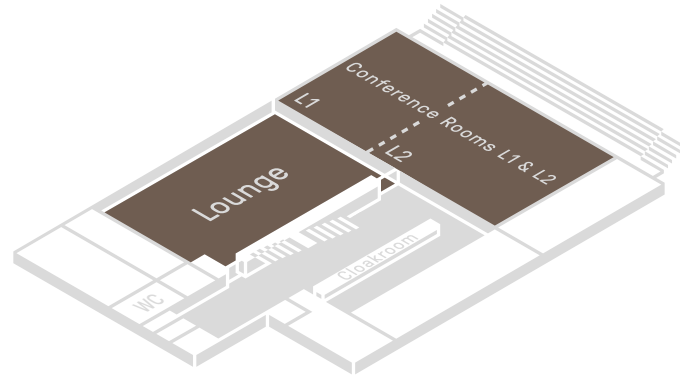 Conference Rooms L1 & L2
L1
L2
Lounge
Cloakroom
WC